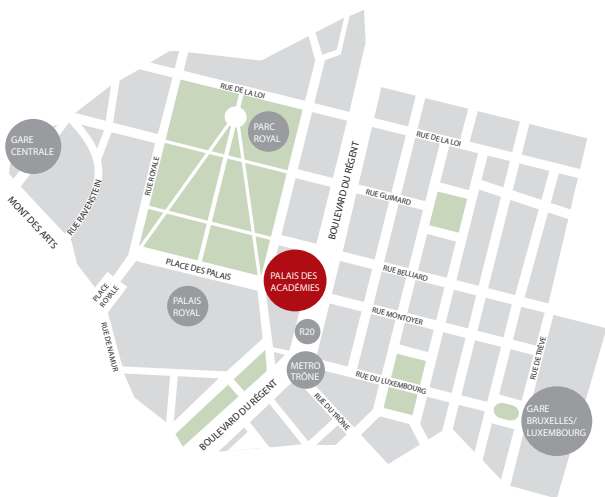 RUE DE LA LOI
PARC
ROYAL
GARE
CENTRALE
RUE DE LA LOI
BOULEVARD DU RÉGENT
RUE ROYALE
RUE GUIMARD
RUE RAVENSTEIN
MONT DES ARTS
PLACE DES PALAIS
PALAIS DES
ACADÉMIES
RUE BELLIARD
PLACE
ROYALE
PALAIS
ROYAL
RUE MONTOYER
R20
RUE DE NAMUR
RUE DE TRÈVE
METRO
TRÔNE
RUE DU LUXEMBOURG
BOULEVARD DU RÉGENT
RUE DU TRÔNE
GARE
BRUXELLES/
LUXEMBOURG